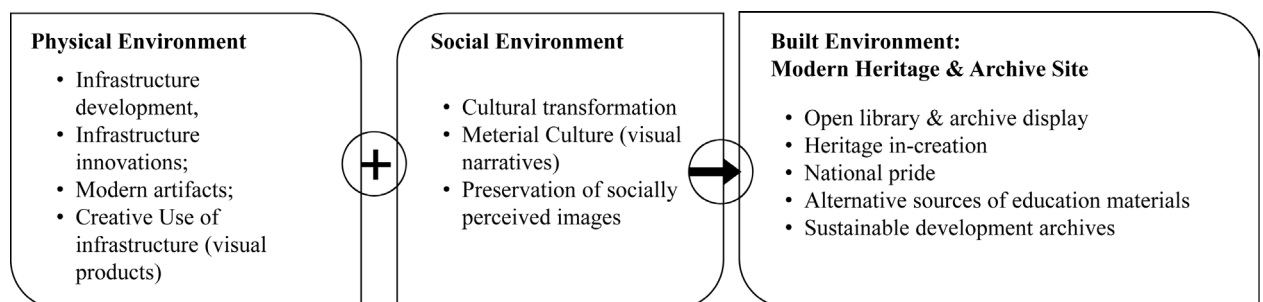 Physical Environment
• Infrastructure
development,
• Infrastructure
innovations;
• Modern artifacts;
• Creative Use of
infrastructure (visual
products)
+
Social Environment
• Cultural transformation
• Meterial Culture (visual
narratives)
• Preservation of socially
perceived images
Built Environment:
Modern Heritage & Archive Site
• Open library & archive display
• Heritage in-creation
• National pride
• Alternative sources of education materials
• Sustainable development archives